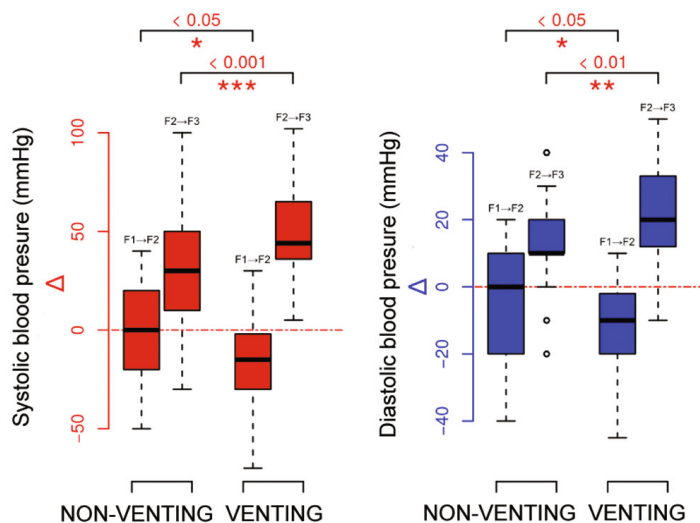 < 0.05
*
< 0.001
***
Systolic blood presure (mmHg)
Δ
100
50
0
−50
F1→F2
F2→F3
F1→F2
F2→F3
NON-VENTING
VENTING
< 0.05
*
< 0.01
**
Diastolic blood presure (mmHg)
Δ
40
20
0
−20
−40
F1→F2
F2→F3
F1→F2
F2→F3
NON-VENTING
VENTING